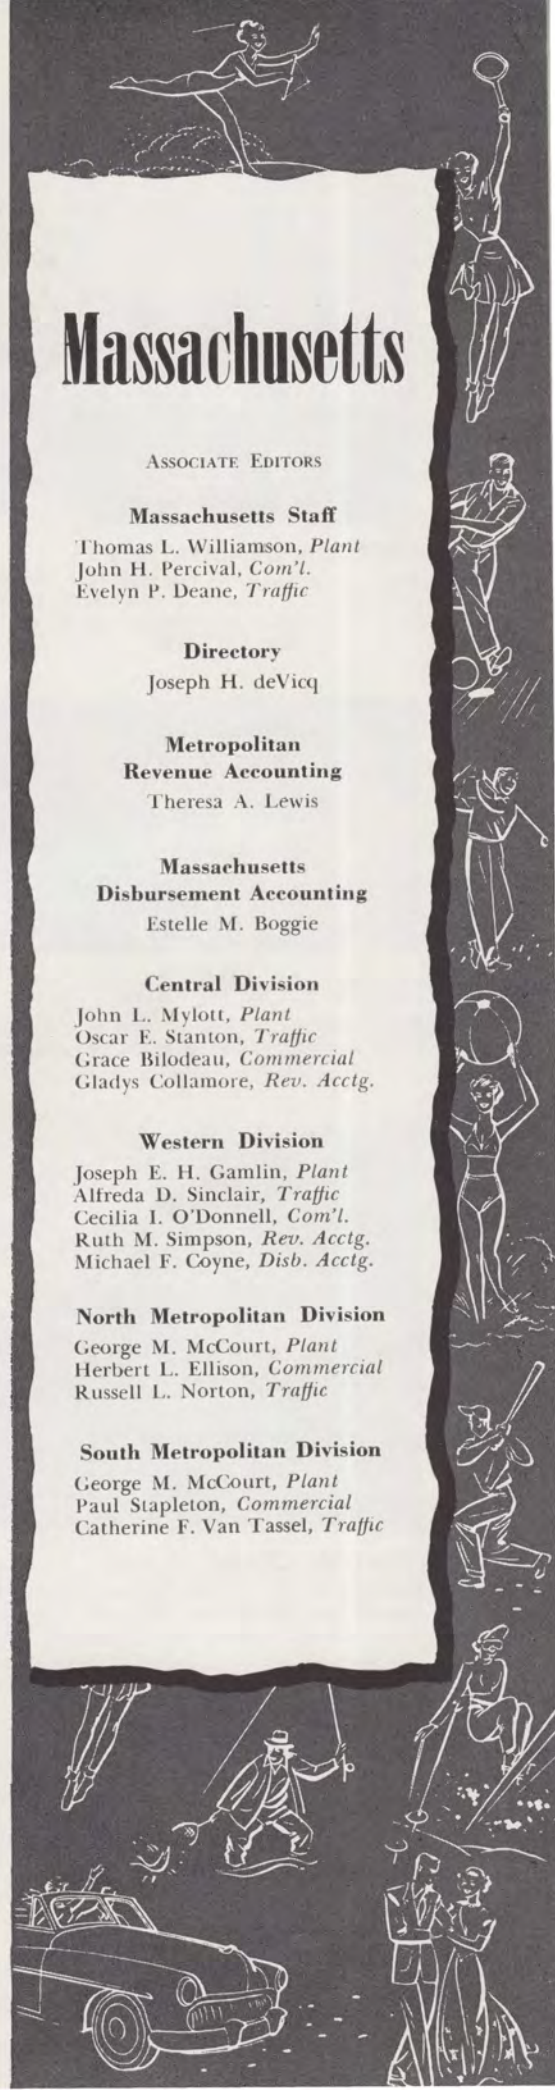 Massachusetts
ASSOCIATE EDITORS
Massachusetts Staff
Thomas L. Williamson, Plant
John H. Percival, Com'l.
Evelyn P. Deane, Traffic
Directory
Joseph H. deVicq
Metropolitan
Revenue Accounting
Theresa A. Lewis
Massachusetts
Disbursement Accounting
Estelle M. Boggie
Central Division
John L. Mylott, Plant
Oscar E. Stanton, Traffic
Grace Bilodeau, Commercial
Gladys Collamore, Rev. Acctg.
Western Division
Joseph E. H. Gamlin, Plant
Alfreda D. Sinclair, Traffic
Cecilia I. O'Donnell, Com'l.
Ruth M. Simpson, Rev. Acctg.
Michael F. Coyne, Disb. Acctg.
North Metropolitan Division
George M. McCourt, Plant
Herbert L. Ellison, Commercial
Russell L. Norton, Traffic
South Metropolitan Division
George M. McCourt, Plant
Paul Stapleton, Commercial
Catherine F. Van Tassel, Traffic